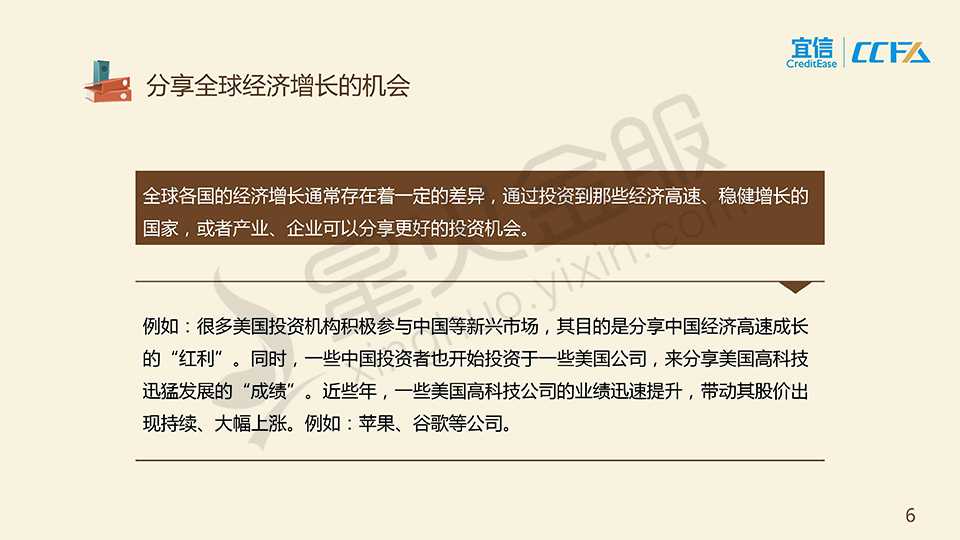 宜信
CreditEase
CCFA
分享全球经济增长的机会
全球各国的经济增长通常存在着一定的差异，通过投资到那些经济高速、稳健增长的
国家，或者产业、企业可以分享更好的投资机会。
例如：很多美国投资机构积极参与中国等新兴市场，其目的是分享中国经济高速成长
的“红利”。同时，一些中国投资者也开始投资于一些美国公司，来分享美国高科技
迅猛发展的“成绩”。近些年，一些美国高科技公司的业绩迅速提升，带动其股价出
现持续、大幅上涨。例如：苹果、谷歌等公司。
星火金服
xinghuo.yixin.com
6